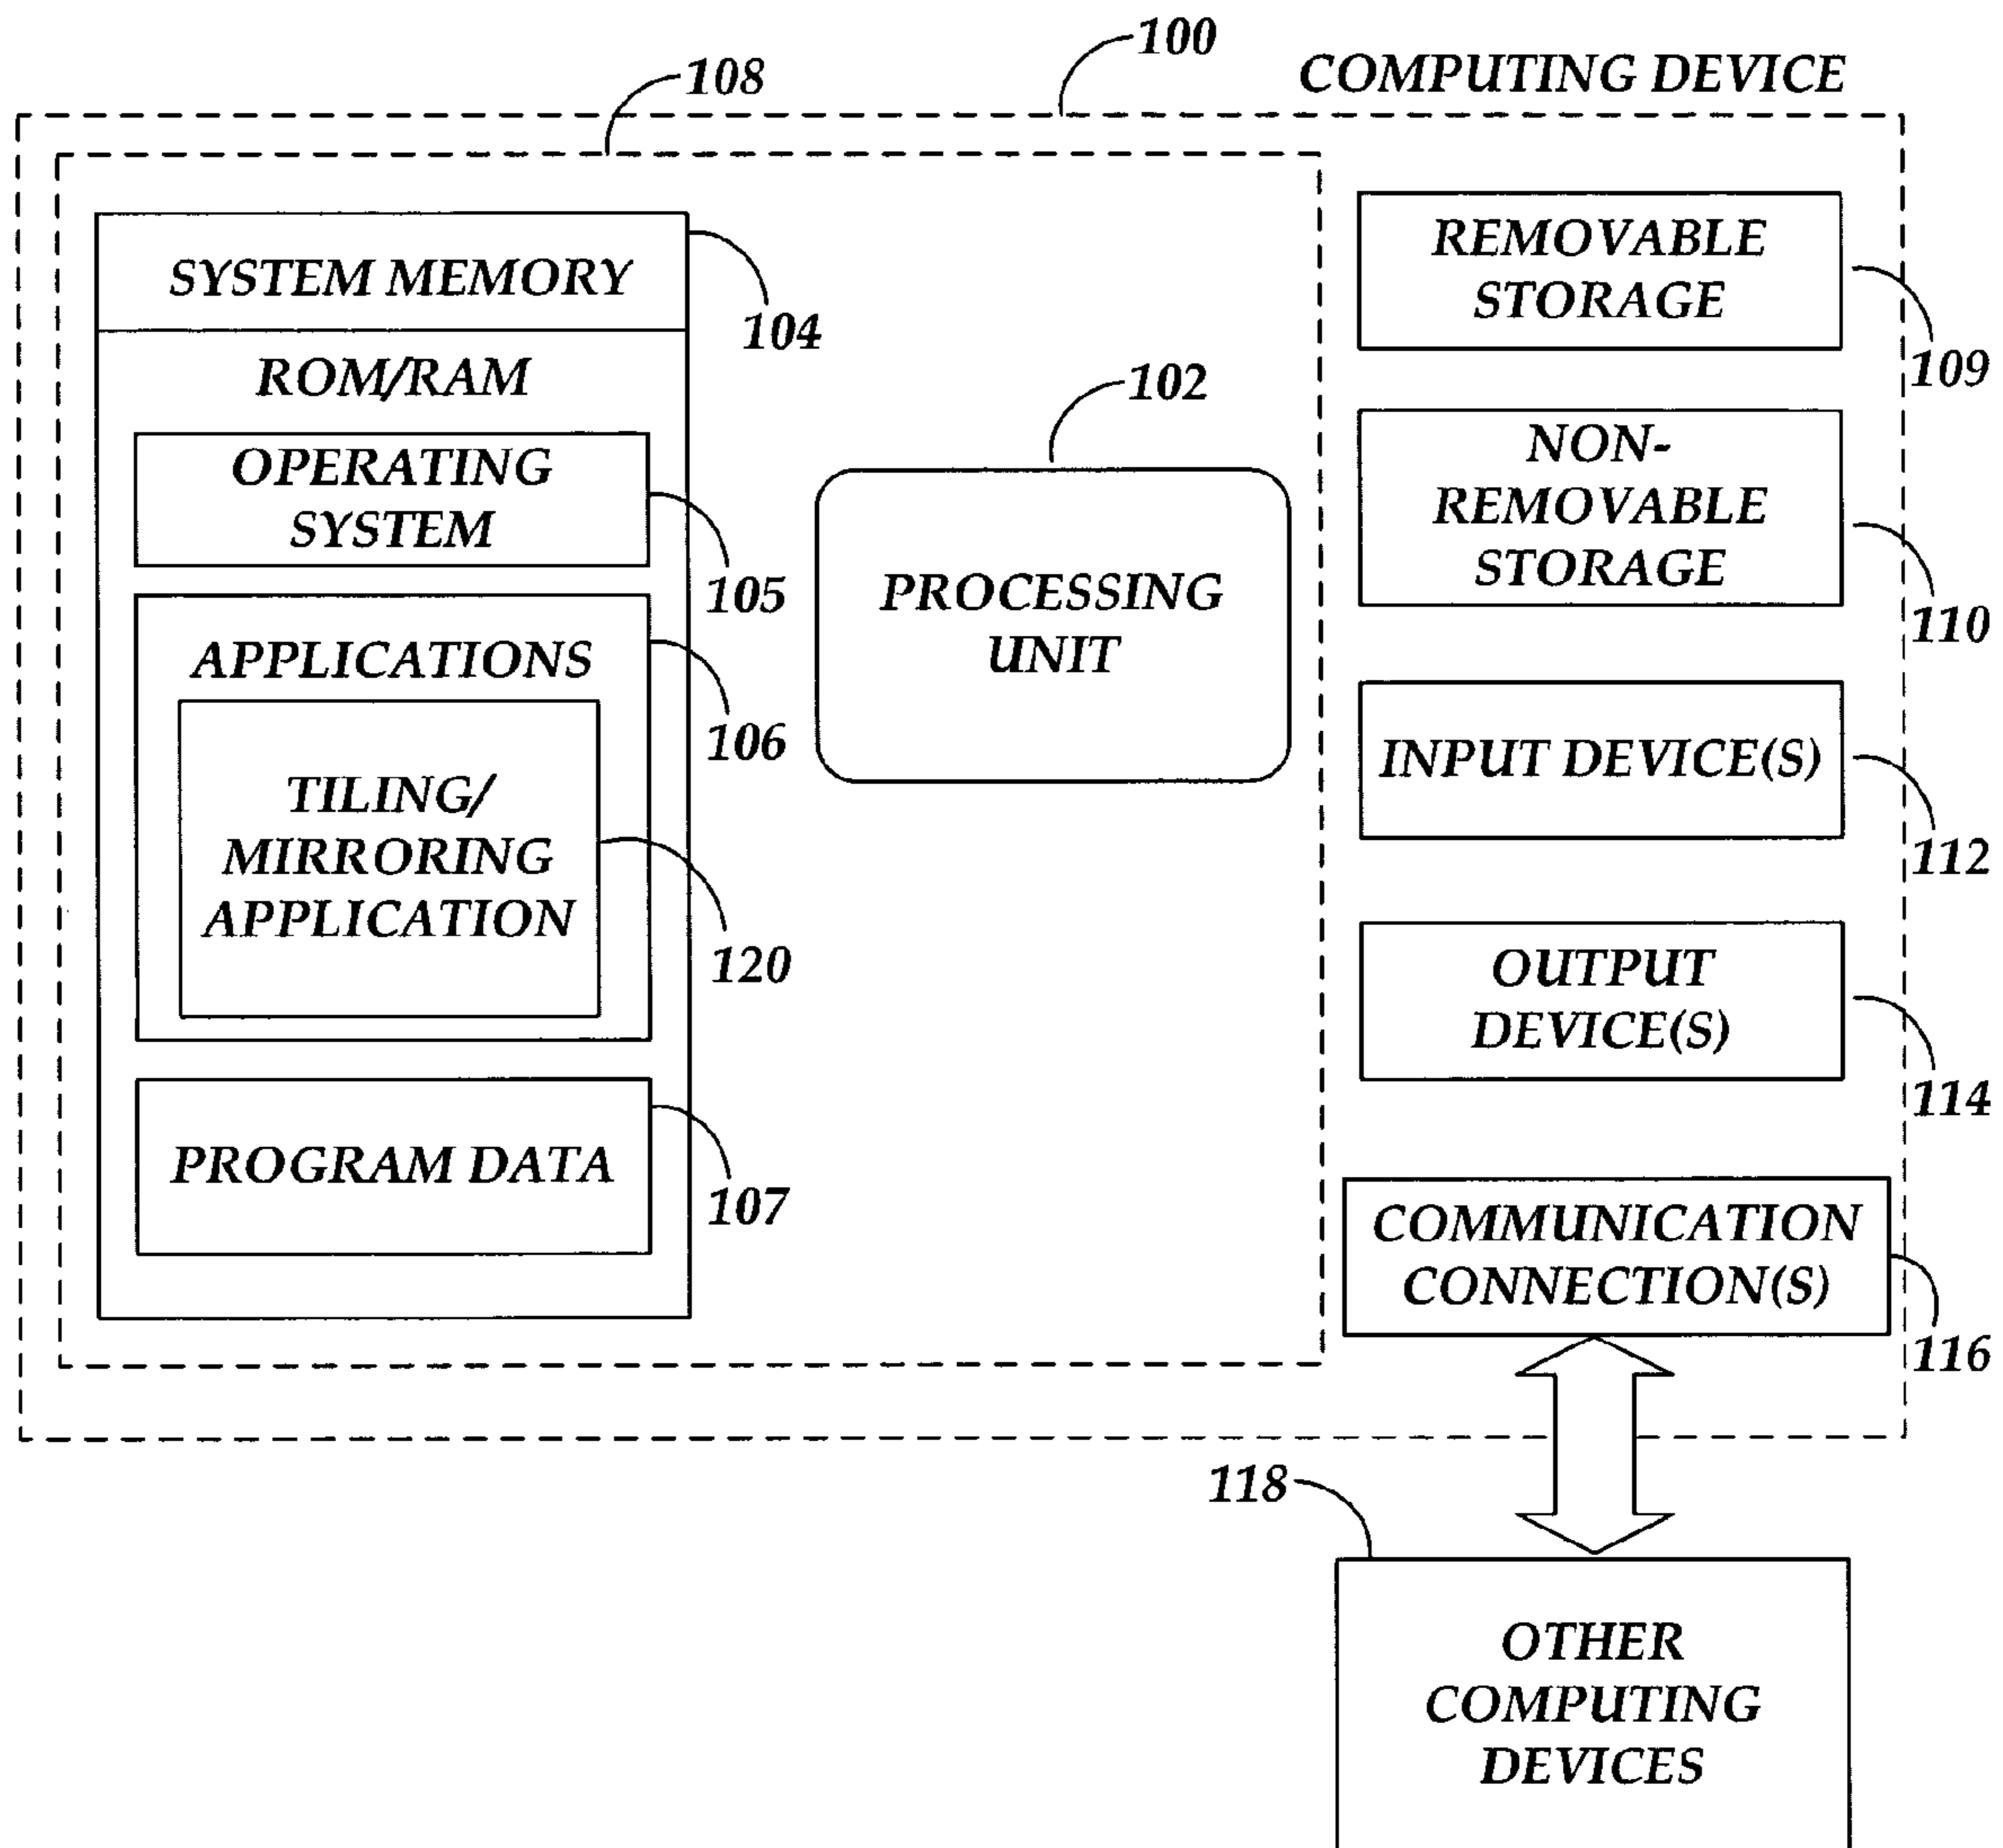 100
COMPUTING DEVICE
108
SYSTEM MEMORY
104
ROM/RAM
OPERATING
SYSTEM
105
APPLICATIONS
106
TILING/
MIRRORING
APPLICATION
120
PROGRAM DATA
107
102
PROCESSING
UNIT
REMOVABLE
STORAGE
109
NON-
REMOVABLE
STORAGE
110
INPUT DEVICE(S)
112
OUTPUT
DEVICE(S)
114
COMMUNICATION
CONNECTION(S)
116
118
OTHER
COMPUTING
DEVICES